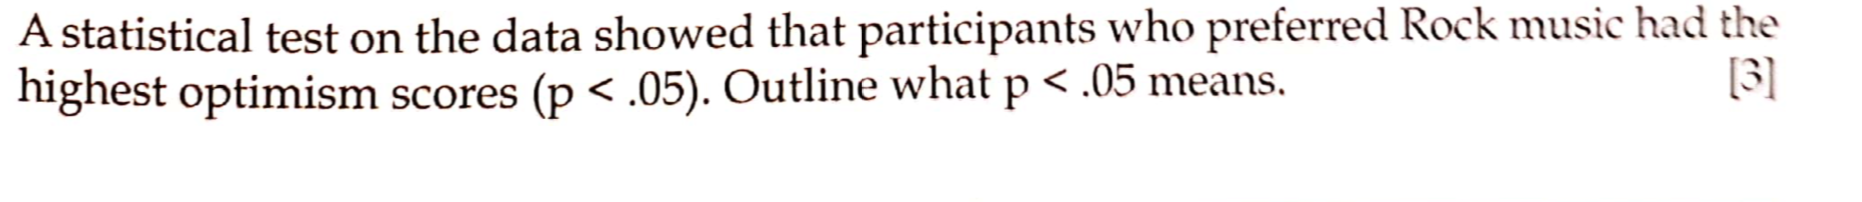 A statistical test on the data showed that participants who preferred Rock music had the
highest optimism scores (p < .05). Outline what p < .05 means. [3]